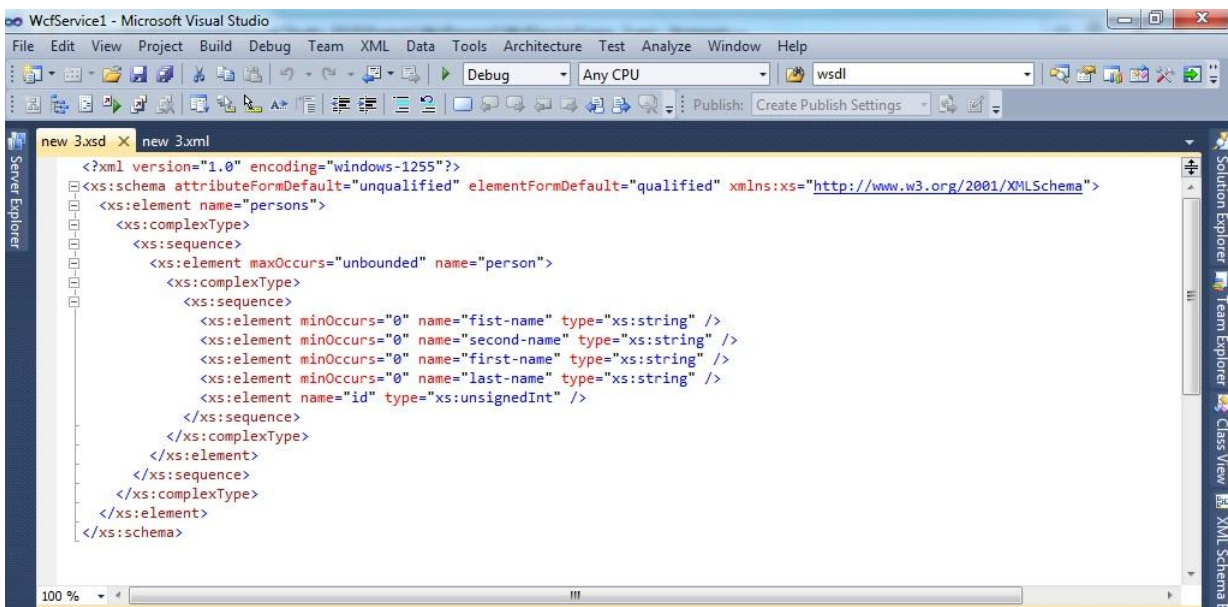 WcfService1 - Microsoft Visual Studio
File Edit View Project Build Debug Team XML Data Tools Architecture Test Analyze Window Help
Debug Any CPU wsdl
Publish: Create Publish Settings
new 3.xsd new 3.xml
<?xml version="1.0" encoding="windows-1255"?>
<xs:schema attributeFormDefault="unqualified" elementFormDefault="qualified" xmlns:xs="http://www.w3.org/2001/XMLSchema">
<xs:element name="persons">
<xs:complexType>
<xs:sequence>
<xs:element maxOccurs="unbounded" name="person">
<xs:complexType>
<xs:sequence>
<xs:element minOccurs="0" name="fist-name" type="xs:string" />
<xs:element minOccurs="0" name="second-name" type="xs:string" />
<xs:element minOccurs="0" name="first-name" type="xs:string" />
<xs:element minOccurs="0" name="last-name" type="xs:string" />
<xs:element name="id" type="xs:unsignedInt" />
</xs:sequence>
</xs:complexType>
</xs:element>
</xs:sequence>
</xs:complexType>
</xs:element>
</xs:schema>
100 %
Server Explorer
Solution Explorer
Team Explorer
Class View
XML Schema